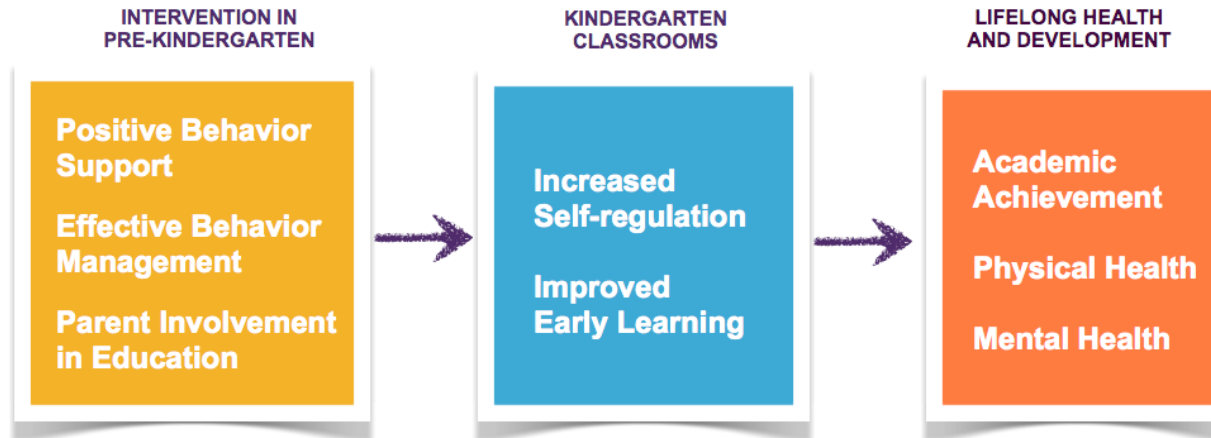 INTERVENTION IN
PRE-KINDERGARTEN
Positive Behavior
Support
Effective Behavior
Management
Parent Involvement
in Education
KINDERGARTEN
CLASSROOMS
Increased
Self-regulation
Improved
Early Learning
LIFELONG HEALTH
AND DEVELOPMENT
Academic
Achievement
Physical Health
Mental Health